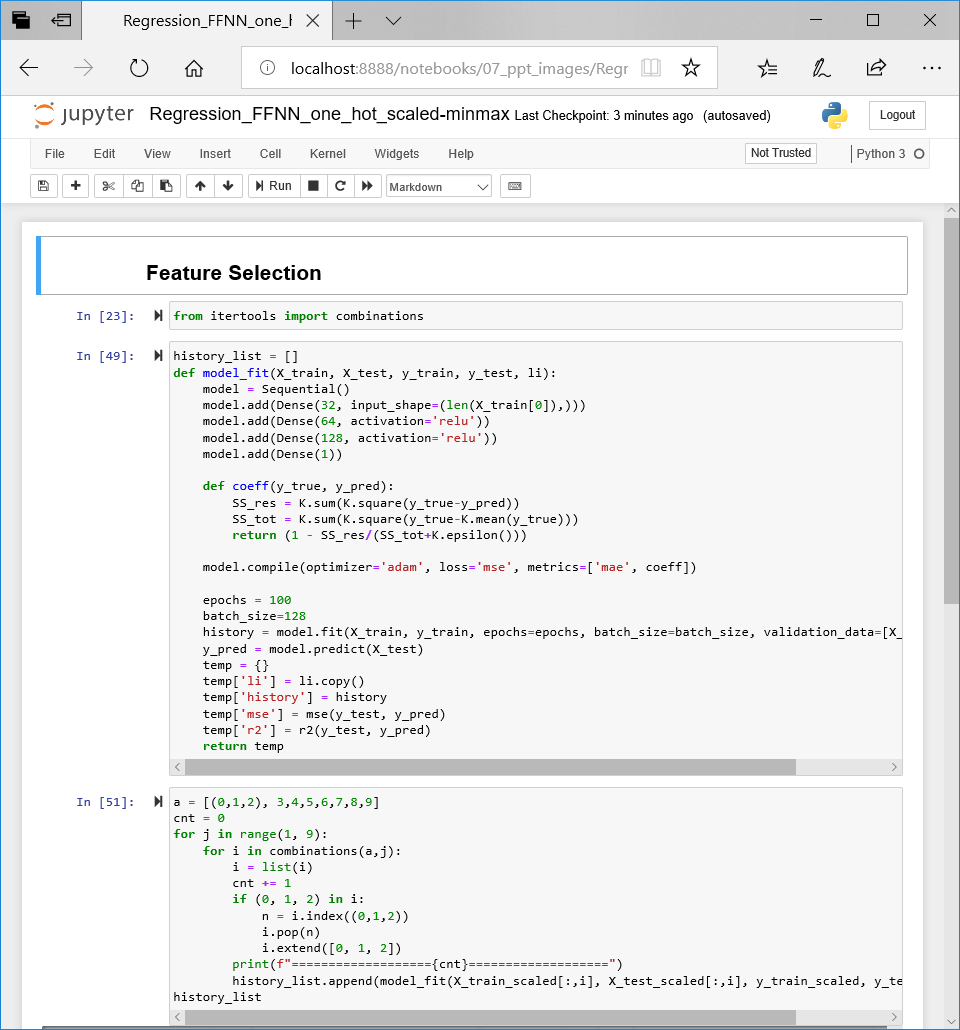 Regression_FFNN_one_h
localhost:8888/notebooks/07_ppt_images/Regr
jupyter Regression_FFNN_one_hot_scaled-minmax Last Checkpoint: 3 minutes ago (autosaved) Logout
File Edit View Insert Cell Kernel Widgets Help Not Trusted Python 3
Run Markdown
Feature Selection
In [23]: from itertools import combinations
In [49]: history_list = []
def model_fit(X_train, X_test, y_train, y_test, li):
    model = Sequential()
    model.add(Dense(32, input_shape=(len(X_train[0]),)))
    model.add(Dense(64, activation='relu'))
    model.add(Dense(128, activation='relu'))
    model.add(Dense(1))
    def coeff(y_true, y_pred):
        SS_res = K.sum(K.square(y_true-y_pred))
        SS_tot = K.sum(K.square(y_true-K.mean(y_true)))
        return (1 - SS_res/(SS_tot+K.epsilon()))
    model.compile(optimizer='adam', loss='mse', metrics=['mae', coeff])
    epochs = 100
    batch_size=128
    history = model.fit(X_train, y_train, epochs=epochs, batch_size=batch_size, validation_data=[X_
    y_pred = model.predict(X_test)
    temp = {}
    temp['li'] = li.copy()
    temp['history'] = history
    temp['mse'] = mse(y_test, y_pred)
    temp['r2'] = r2(y_test, y_pred)
    return temp
In [51]: a = [(0,1,2), 3,4,5,6,7,8,9]
cnt = 0
for j in range(1, 9):
    for i in combinations(a,j):
        i = list(i)
        cnt += 1
        if (0, 1, 2) in i:
            n = i.index((0,1,2))
            i.pop(n)
            i.extend([0, 1, 2])
        print(f"==================={cnt}===================")
        history_list.append(model_fit(X_train_scaled[:,i], X_test_scaled[:,i], y_train_scaled, y_te
history_list